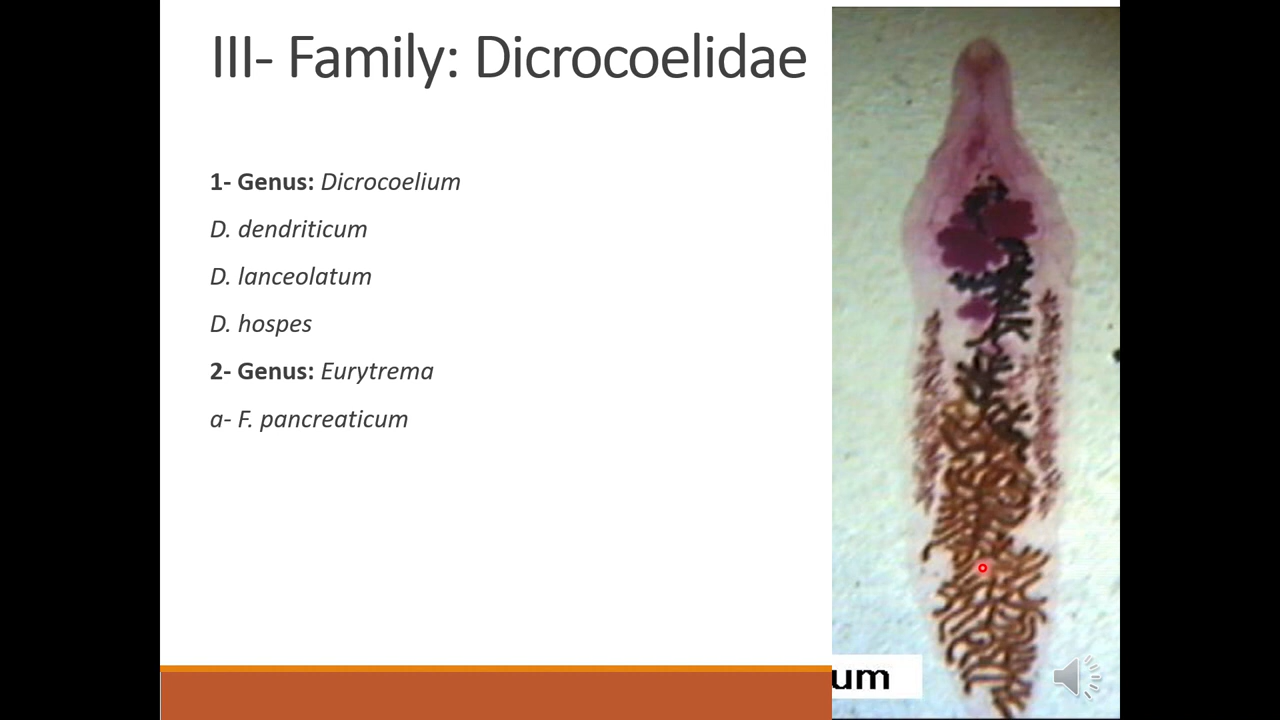 III- Family: Dicrocoelidae
1- Genus: Dicrocoelium
D. dendriticum
D. lanceolatum
D. hospes
2- Genus: Eurytrema
a- F. pancreaticum
um